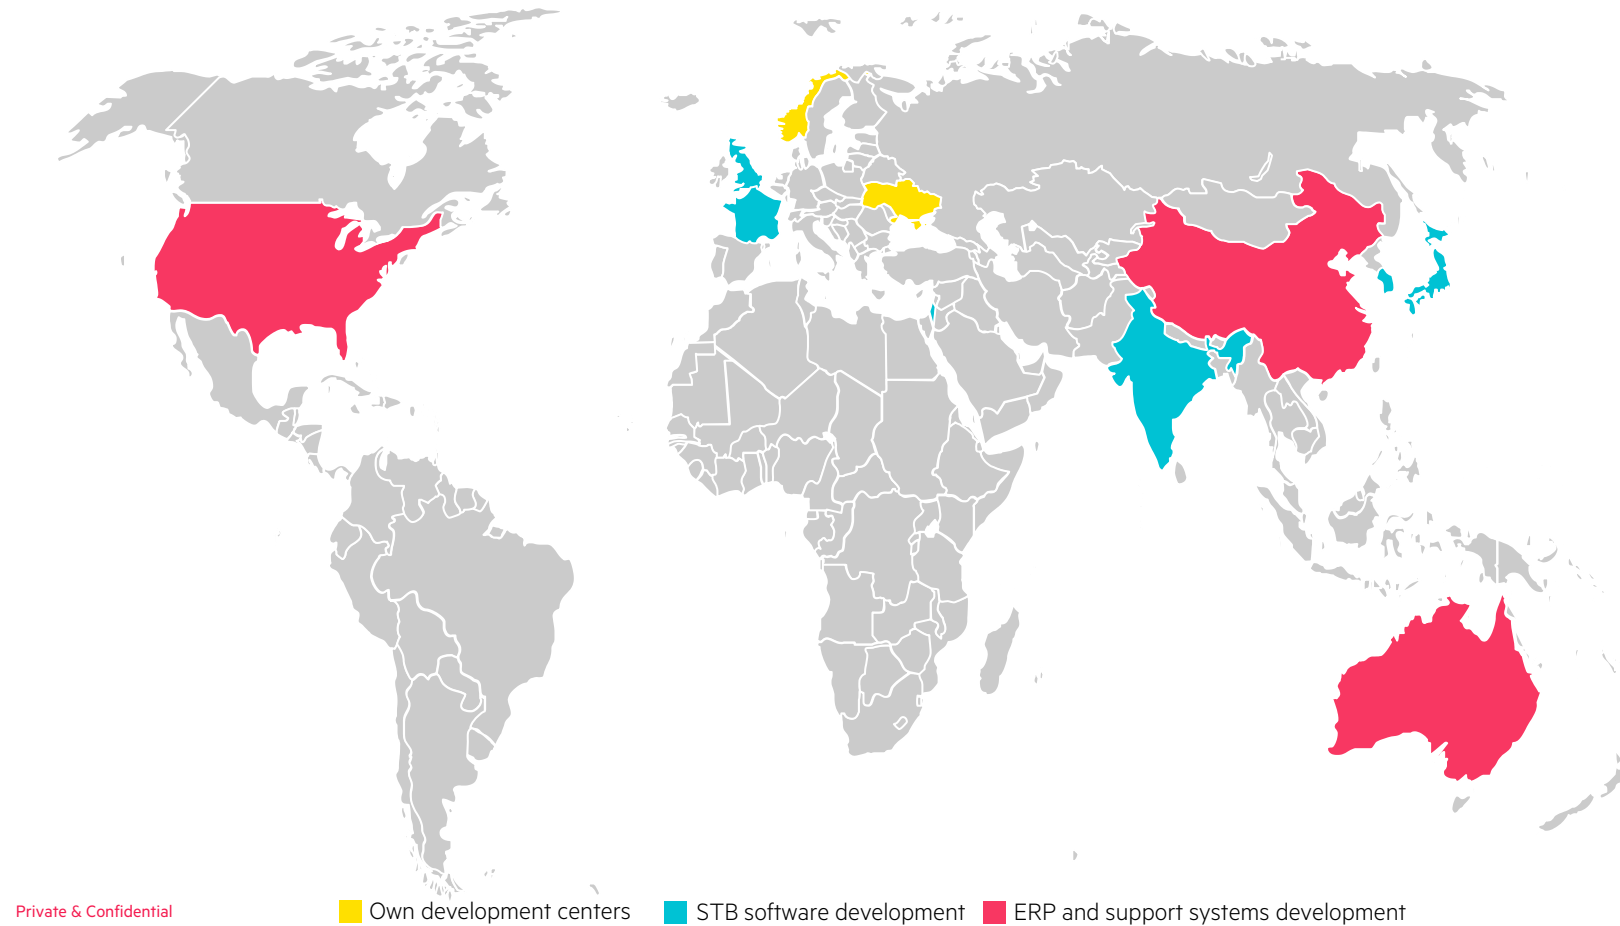 Private & Confidential
Own development centers
STB software development
ERP and support systems development